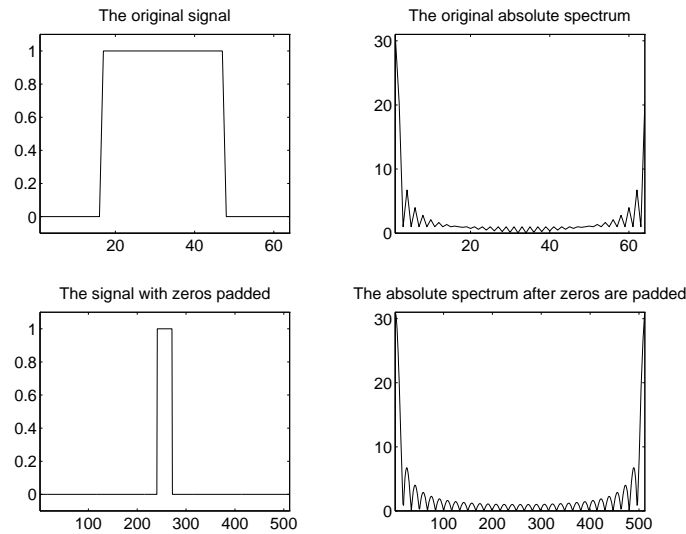 The original signal
1
0.8
0.6
0.4
0.2
0
20 40 60
The original absolute spectrum
30
20
10
0
20 40 60
The signal with zeros padded
1
0.8
0.6
0.4
0.2
0
100 200 300 400 500
The absolute spectrum after zeros are padded
30
20
10
0
100 200 300 400 500